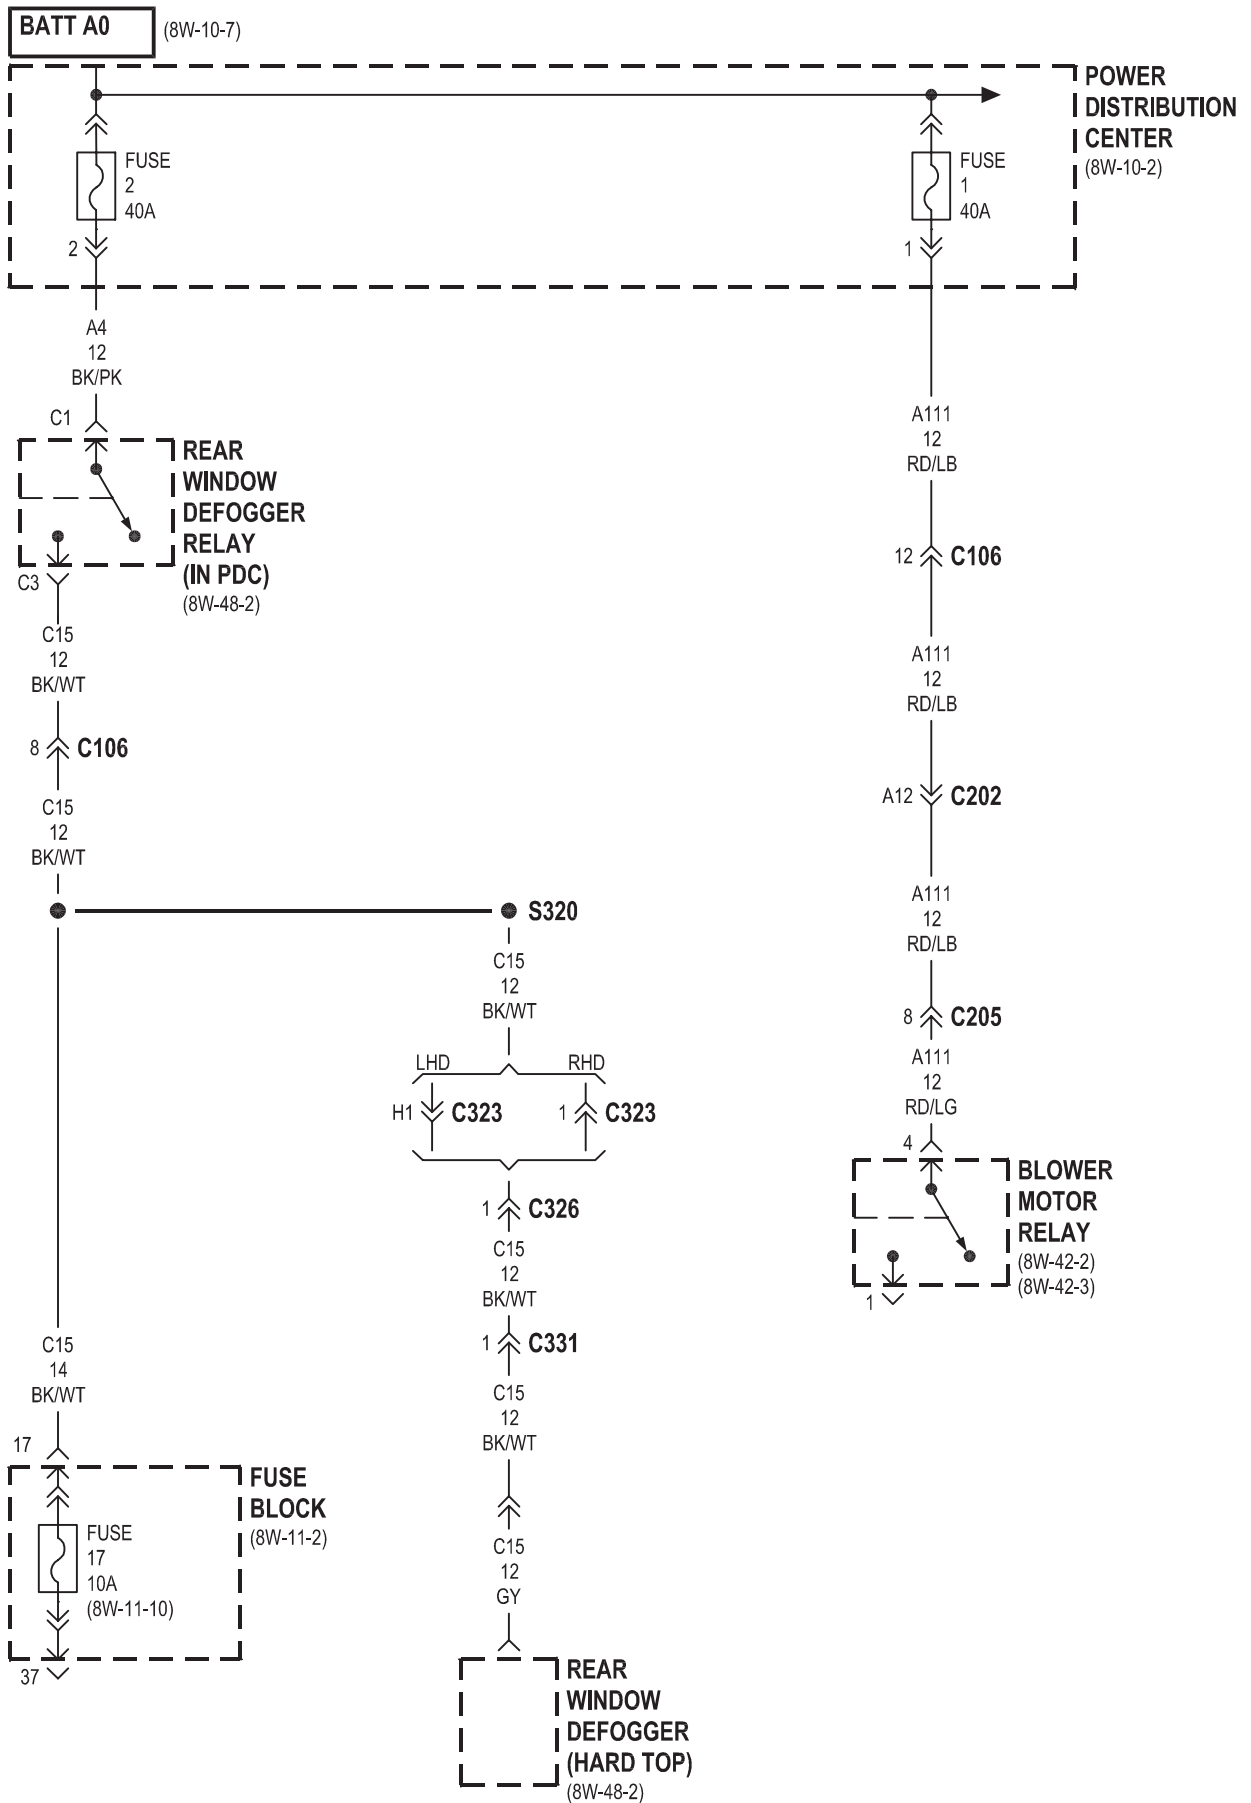 BATT A0
(8W-10-7)
POWER
DISTRIBUTION
CENTER
(8W-10-2)
FUSE
2
40A
2
FUSE
1
40A
1
A4
12
BK/PK
C1
REAR
WINDOW
DEFOGGER
RELAY
(IN PDC)
(8W-48-2)
C3
C15
12
BK/WT
8
C106
C15
12
BK/WT
A111
12
RD/LB
12
C106
A111
12
RD/LB
A12
C202
A111
12
RD/LB
8
C205
A111
12
RD/LG
4
BLOWER
MOTOR
RELAY
(8W-42-2)
(8W-42-3)
1
S320
C15
12
BK/WT
LHD
RHD
H1
C323
1
C323
1
C326
C15
12
BK/WT
1
C331
C15
12
BK/WT
C15
12
GY
REAR
WINDOW
DEFOGGER
(HARD TOP)
(8W-48-2)
C15
14
BK/WT
17
FUSE
BLOCK
(8W-11-2)
FUSE
17
10A
(8W-11-10)
37